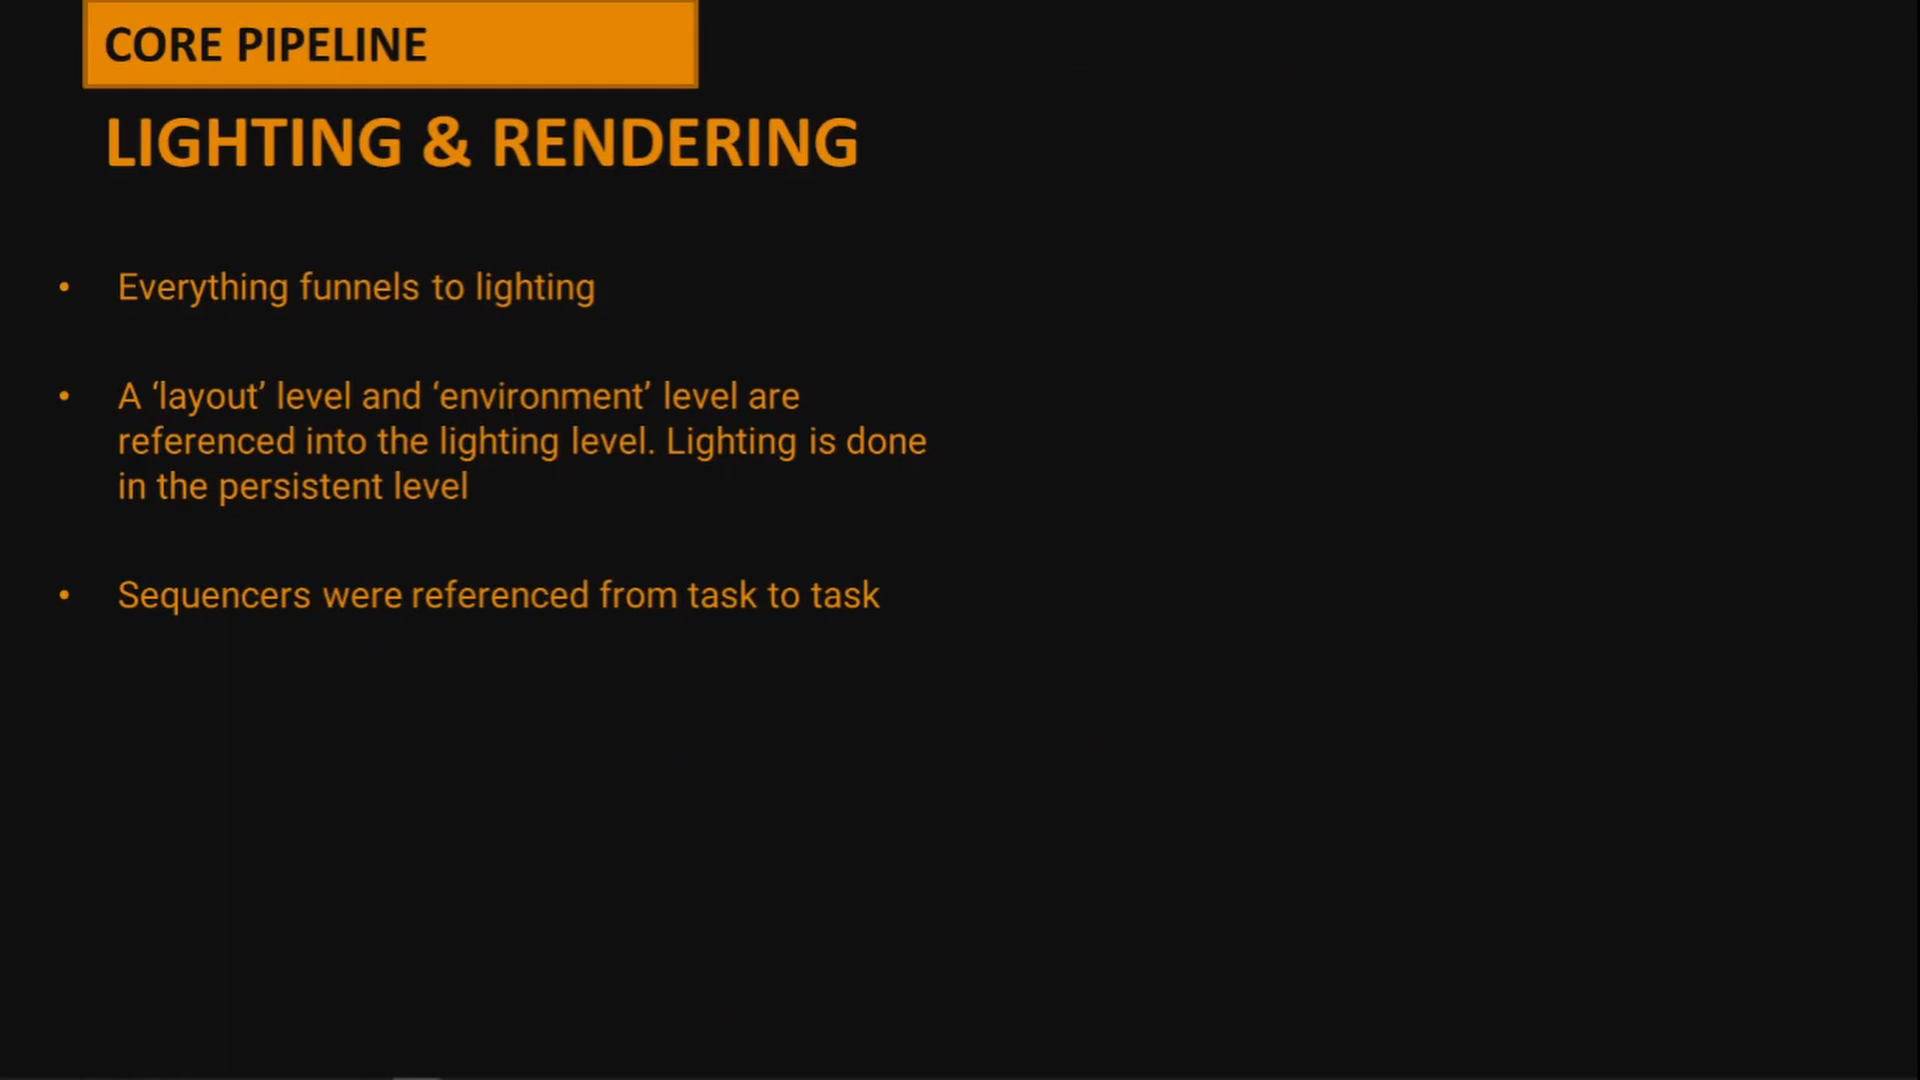 CORE PIPELINE
LIGHTING & RENDERING
• Everything funnels to lighting
• A ‘layout’ level and ‘environment’ level are
referenced into the lighting level. Lighting is done
in the persistent level
• Sequencers were referenced from task to task